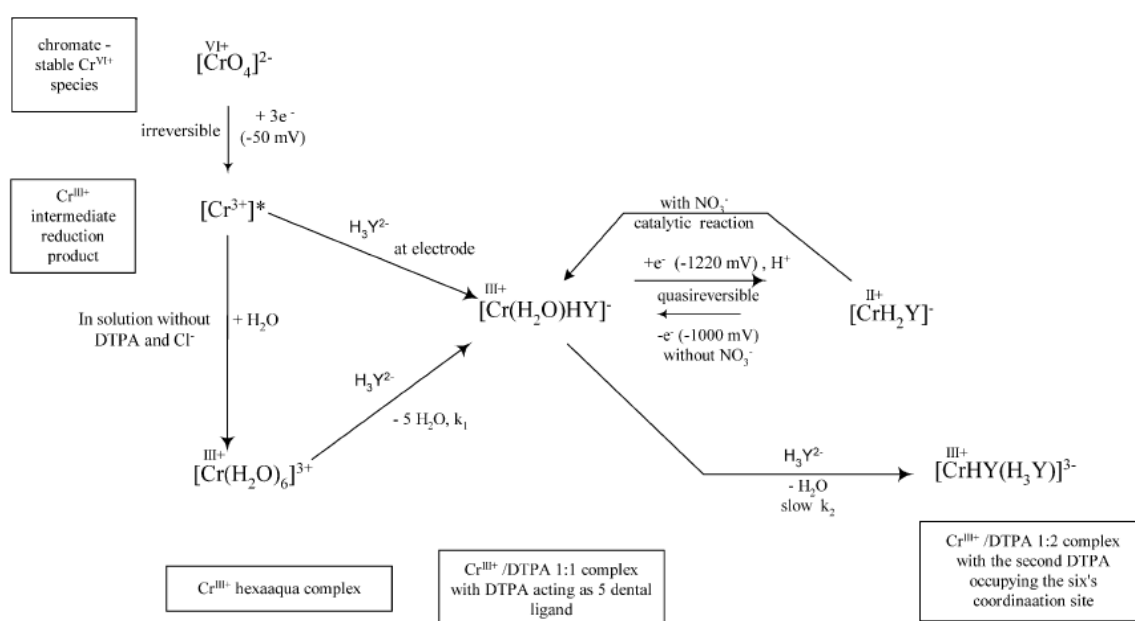 chromate -
stable Cr^VI+
species
VI+
[CrO₄]²⁻
irreversible
+ 3e⁻
(-50 mV)
Cr^III+
intermediate
reduction
product
[Cr³⁺]*
H₃Y²⁻
at electrode
with NO₃⁻
catalytic reaction
III+
[Cr(H₂O)HY]⁻
+e⁻ (-1220 mV) , H⁺
quasireversible
-e⁻ (-1000 mV)
without NO₃⁻
II+
[CrH₂Y]⁻
In solution without
DTPA and Cl⁻
+ H₂O
H₃Y²⁻
- 5 H₂O, k₁
III+
[Cr(H₂O)₆]³⁺
H₃Y²⁻
- H₂O
slow k₂
III+
[CrHY(H₃Y)]³⁻
Cr^III+ hexaaqua complex
Cr^III+ /DTPA 1:1 complex
with DTPA acting as 5 dental
ligand
Cr^III+ /DTPA 1:2 complex
with the second DTPA
occupying the six's
coordinaation site